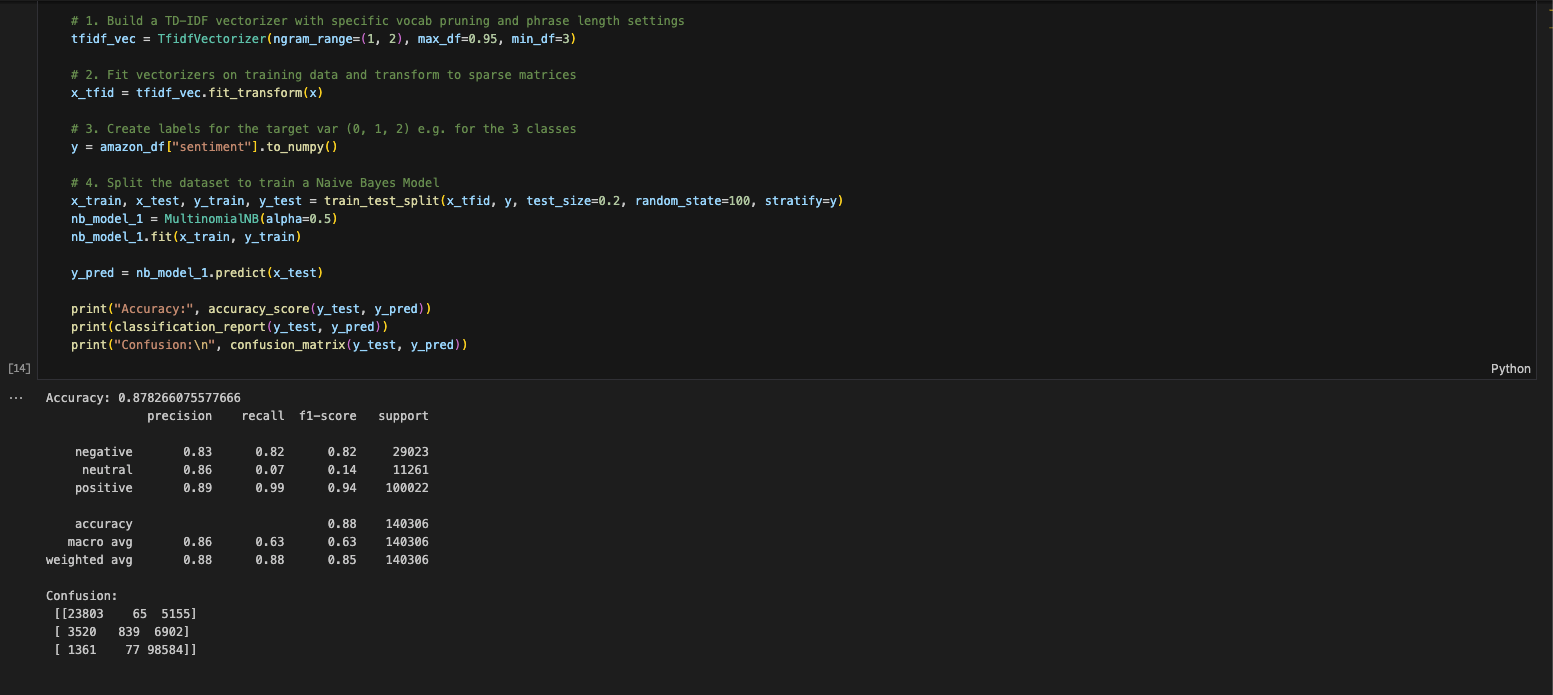 # 1. Build a TD-IDF vectorizer with specific vocab pruning and phrase length settings
tfidf_vec = TfidfVectorizer(ngram_range=(1, 2), max_df=0.95, min_df=3)
# 2. Fit vectorizers on training data and transform to sparse matrices
x_tfid = tfidf_vec.fit_transform(x)
# 3. Create labels for the target var (0, 1, 2) e.g. for the 3 classes
y = amazon_df["sentiment"].to_numpy()
# 4. Split the dataset to train a Naive Bayes Model
x_train, x_test, y_train, y_test = train_test_split(x_tfid, y, test_size=0.2, random_state=100, stratify=y)
nb_model_1 = MultinomialNB(alpha=0.5)
nb_model_1.fit(x_train, y_train)
y_pred = nb_model_1.predict(x_test)
print("Accuracy:", accuracy_score(y_test, y_pred))
print(classification_report(y_test, y_pred))
print("Confusion:\n", confusion_matrix(y_test, y_pred))
[14] Python
... Accuracy: 0.878266075577666
precision recall f1-score support
negative 0.83 0.82 0.82 29023
neutral 0.86 0.07 0.14 11261
positive 0.89 0.99 0.94 100022
accuracy 0.88 140306
macro avg 0.86 0.63 0.63 140306
weighted avg 0.88 0.88 0.85 140306
Confusion:
[[23803 65 5155]
[ 3520 839 6902]
[ 1361 77 98584]]